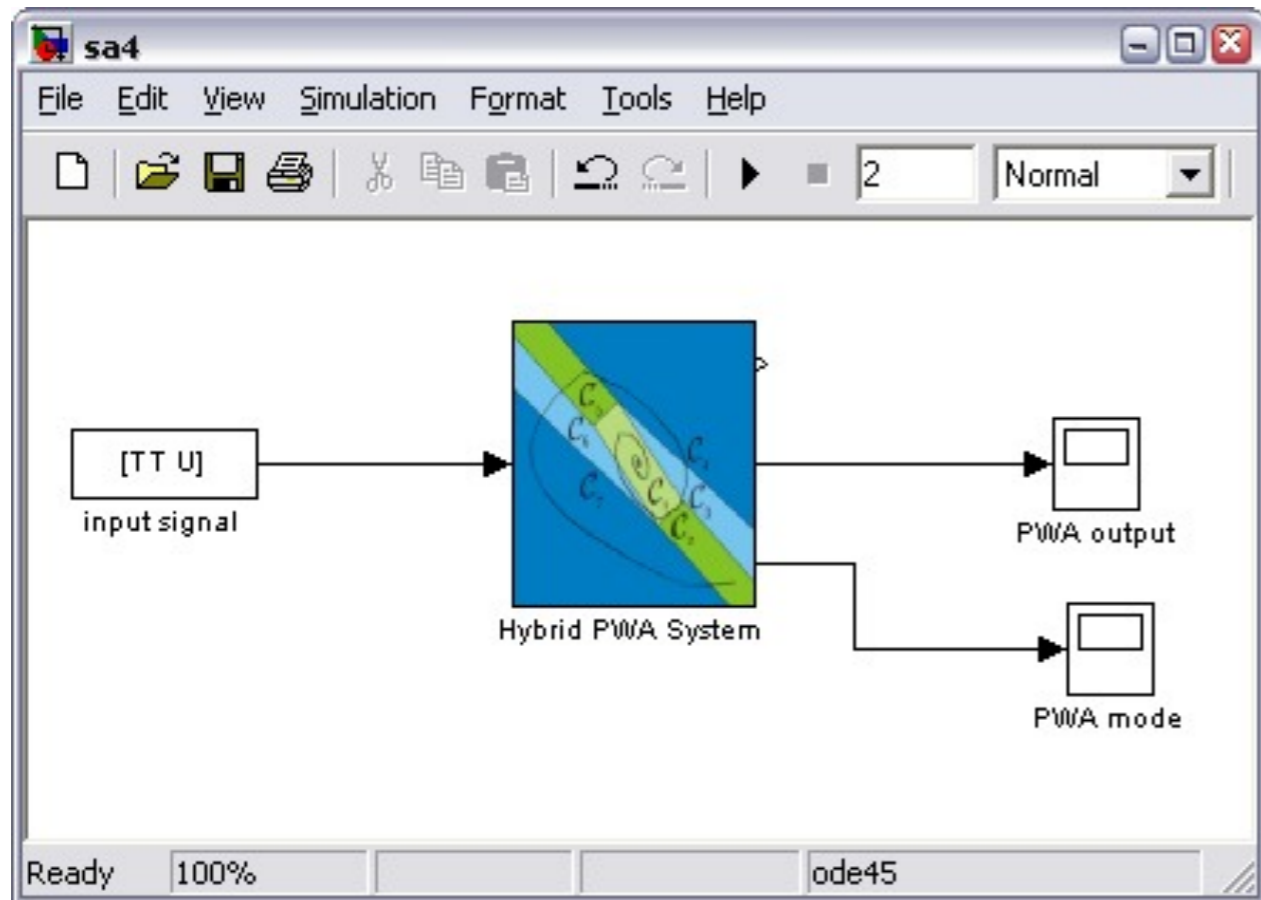 sa4
File Edit View Simulation Format Tools Help
2 Normal
[TT U]
input signal
Hybrid PWA System
PWA output
PWA mode
Ready 100% ode45